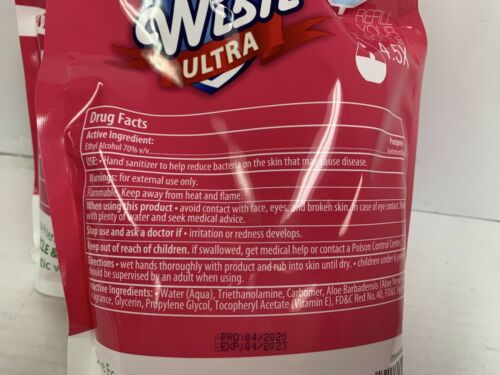 Wish
ULTRA
REFILL
YOUR
4.5X
Drug Facts
Active Ingredient:
Purpose
Ethyl Alcohol 70% v/v
USE: • Hand sanitizer to help reduce bacteria on the skin that may cause disease.
Warnings: for external use only.
Flammable. Keep away from heat and flame.
When using this product • avoid contact with face, eyes, and broken skin. In case of eye contact,
with plenty of water and seek medical advice.
Stop use and ask a doctor if • irritation or redness develops.
Keep out of reach of children. if swallowed, get medical help or contact a Poison Control Center.
Directions • wet hands thoroughly with product and rub into skin until dry. • children under 6
should be supervised by an adult when using.
Inactive Ingredients: • Water (Aqua), Triethanolamine, Carbomer, Aloe Barbadensis (Aloe
Fragrance, Glycerin, Propylene Glycol, Tocopheryl Acetate (Vitamin E), FD&C Red No.40, FD&C
PRO:04/2020
EXP:04/2023